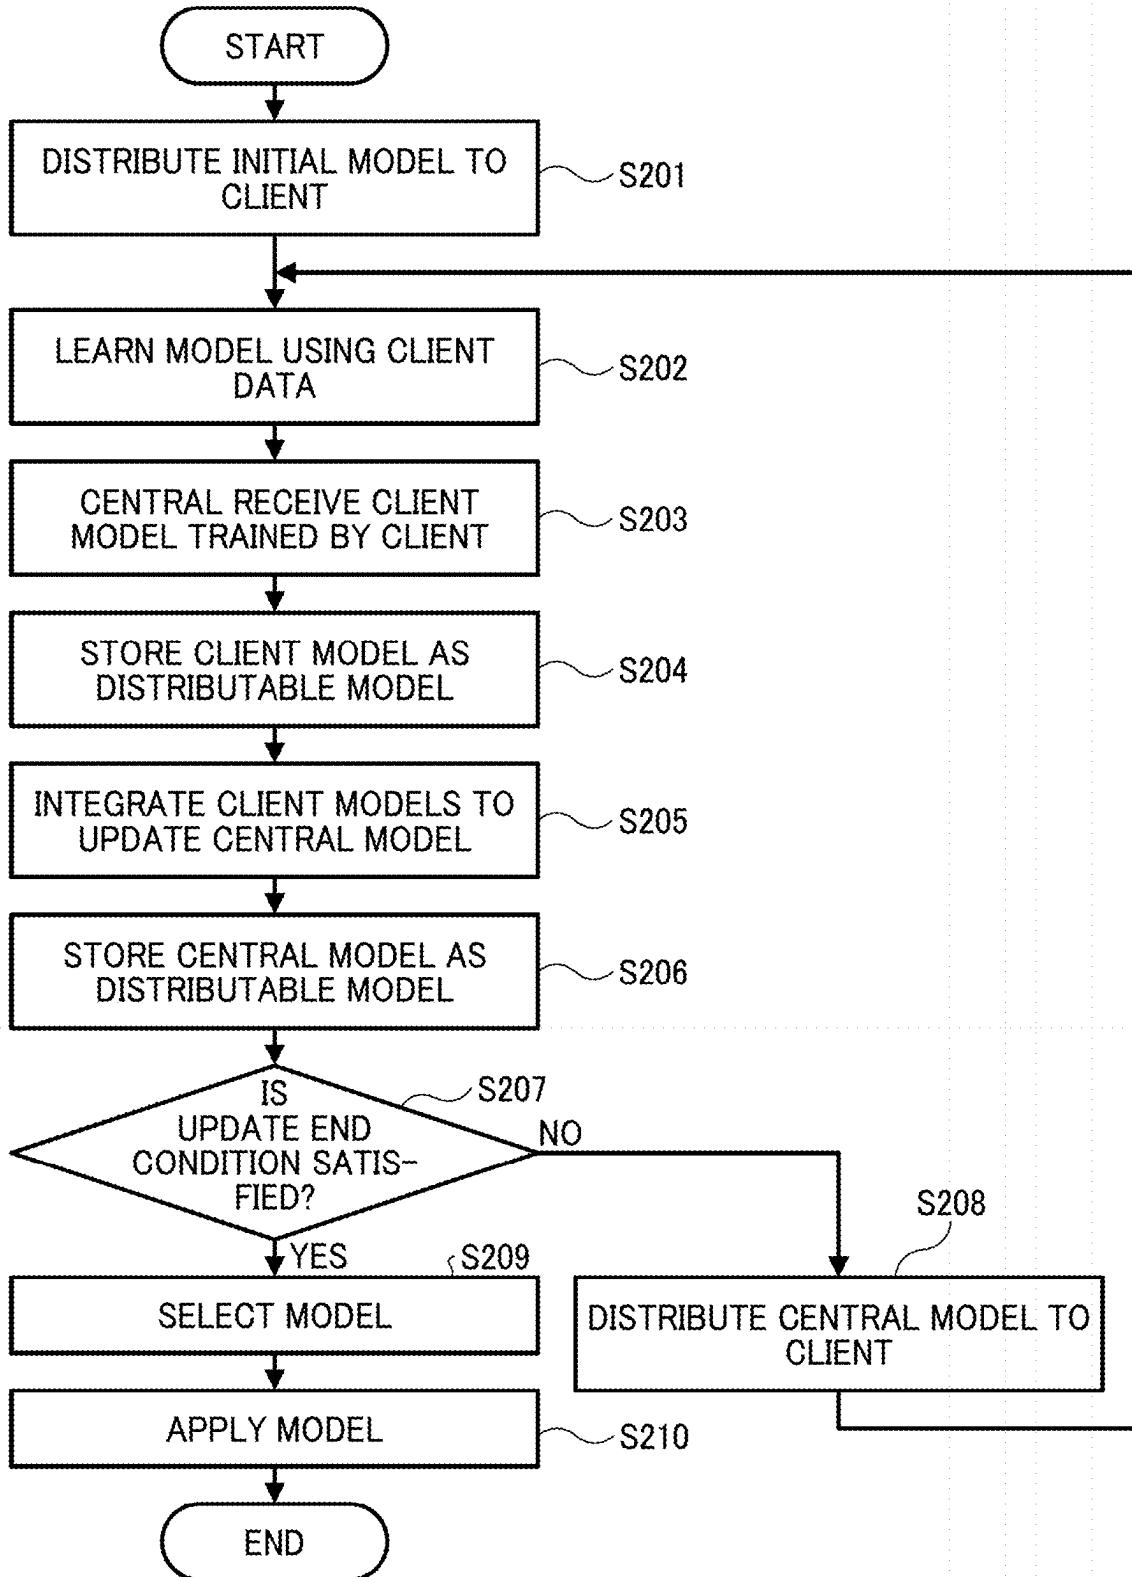 START
DISTRIBUTE INITIAL MODEL TO
CLIENT
S201
LEARN MODEL USING CLIENT
DATA
S202
CENTRAL RECEIVE CLIENT
MODEL TRAINED BY CLIENT
S203
STORE CLIENT MODEL AS
DISTRIBUTABLE MODEL
S204
INTEGRATE CLIENT MODELS TO
UPDATE CENTRAL MODEL
S205
STORE CENTRAL MODEL AS
DISTRIBUTABLE MODEL
S206
IS
UPDATE END
CONDITION SATIS-
FIED?
S207
NO
YES
S208
DISTRIBUTE CENTRAL MODEL TO
CLIENT
S209
SELECT MODEL
APPLY MODEL
S210
END